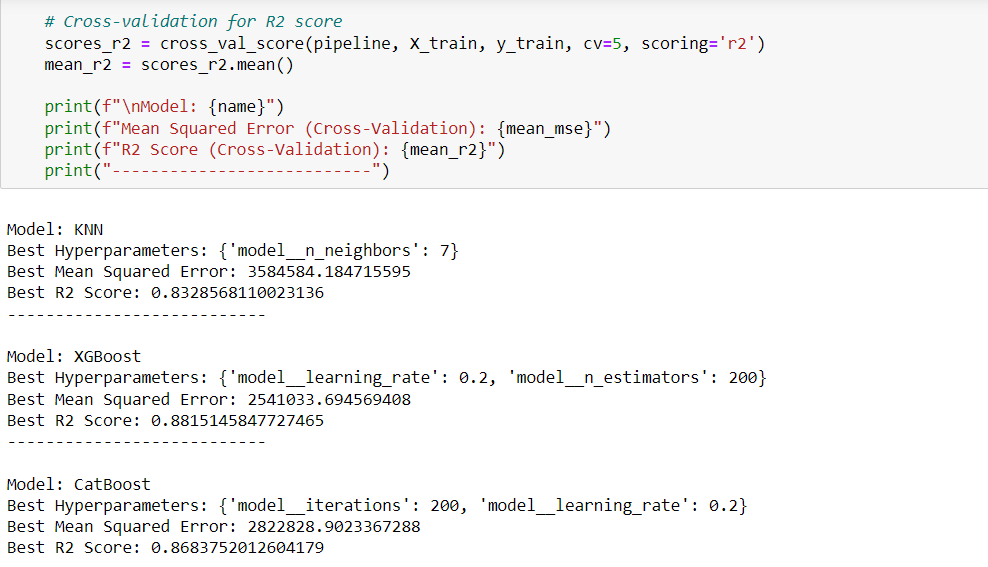 # Cross-validation for R2 score
scores_r2 = cross_val_score(pipeline, X_train, y_train, cv=5, scoring='r2')
mean_r2 = scores_r2.mean()
print(f"\nModel: {name}")
print(f"Mean Squared Error (Cross-Validation): {mean_mse}")
print(f"R2 Score (Cross-Validation): {mean_r2}")
print("---------------------------")
Model: KNN
Best Hyperparameters: {'model__n_neighbors': 7}
Best Mean Squared Error: 3584584.184715595
Best R2 Score: 0.8328568110023136
---------------------------
Model: XGBoost
Best Hyperparameters: {'model__learning_rate': 0.2, 'model__n_estimators': 200}
Best Mean Squared Error: 2541033.694569408
Best R2 Score: 0.8815145847727465
---------------------------
Model: CatBoost
Best Hyperparameters: {'model__iterations': 200, 'model__learning_rate': 0.2}
Best Mean Squared Error: 2822828.9023367288
Best R2 Score: 0.8683752012604179